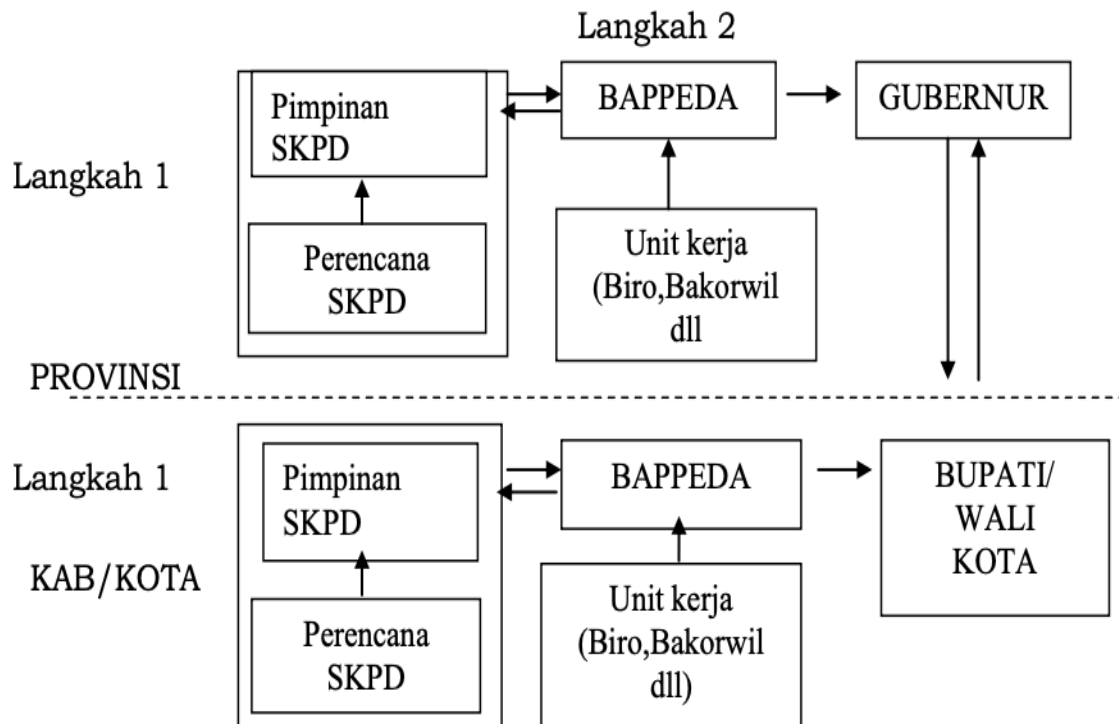 Langkah 2
Pimpinan
SKPD
BAPPEDA
GUBERNUR
Langkah 1
Perencana
SKPD
Unit kerja
(Biro,Bakorwil
dll
PROVINSI
Langkah 1
Pimpinan
SKPD
BAPPEDA
BUPATI/
WALI
KOTA
KAB/KOTA
Perencana
SKPD
Unit kerja
(Biro,Bakorwil
dll)